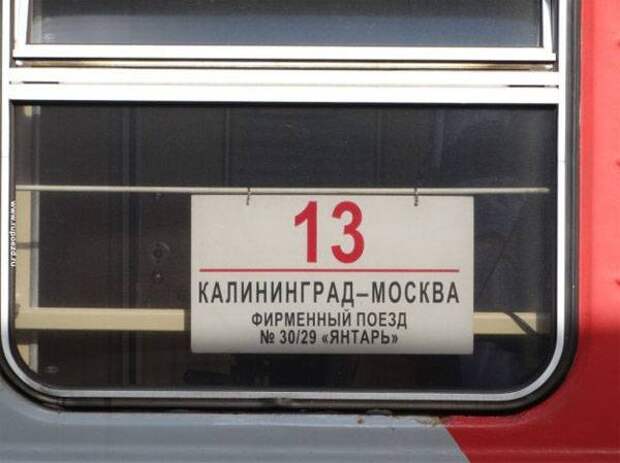 13
КАЛИНИНГРАД–МОСКВА
ФИРМЕННЫЙ ПОЕЗД
№ 30/29 «ЯНТАРЬ»